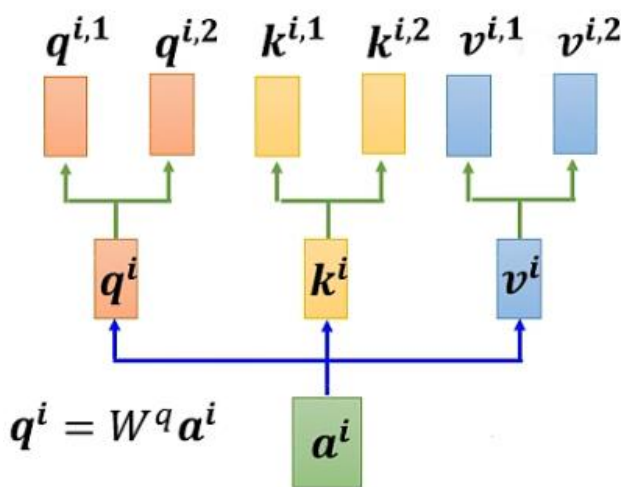 q^{i,1} q^{i,2} k^{i,1} k^{i,2} v^{i,1} v^{i,2}
q^i k^i v^i
q^i = W^q a^i
a^i